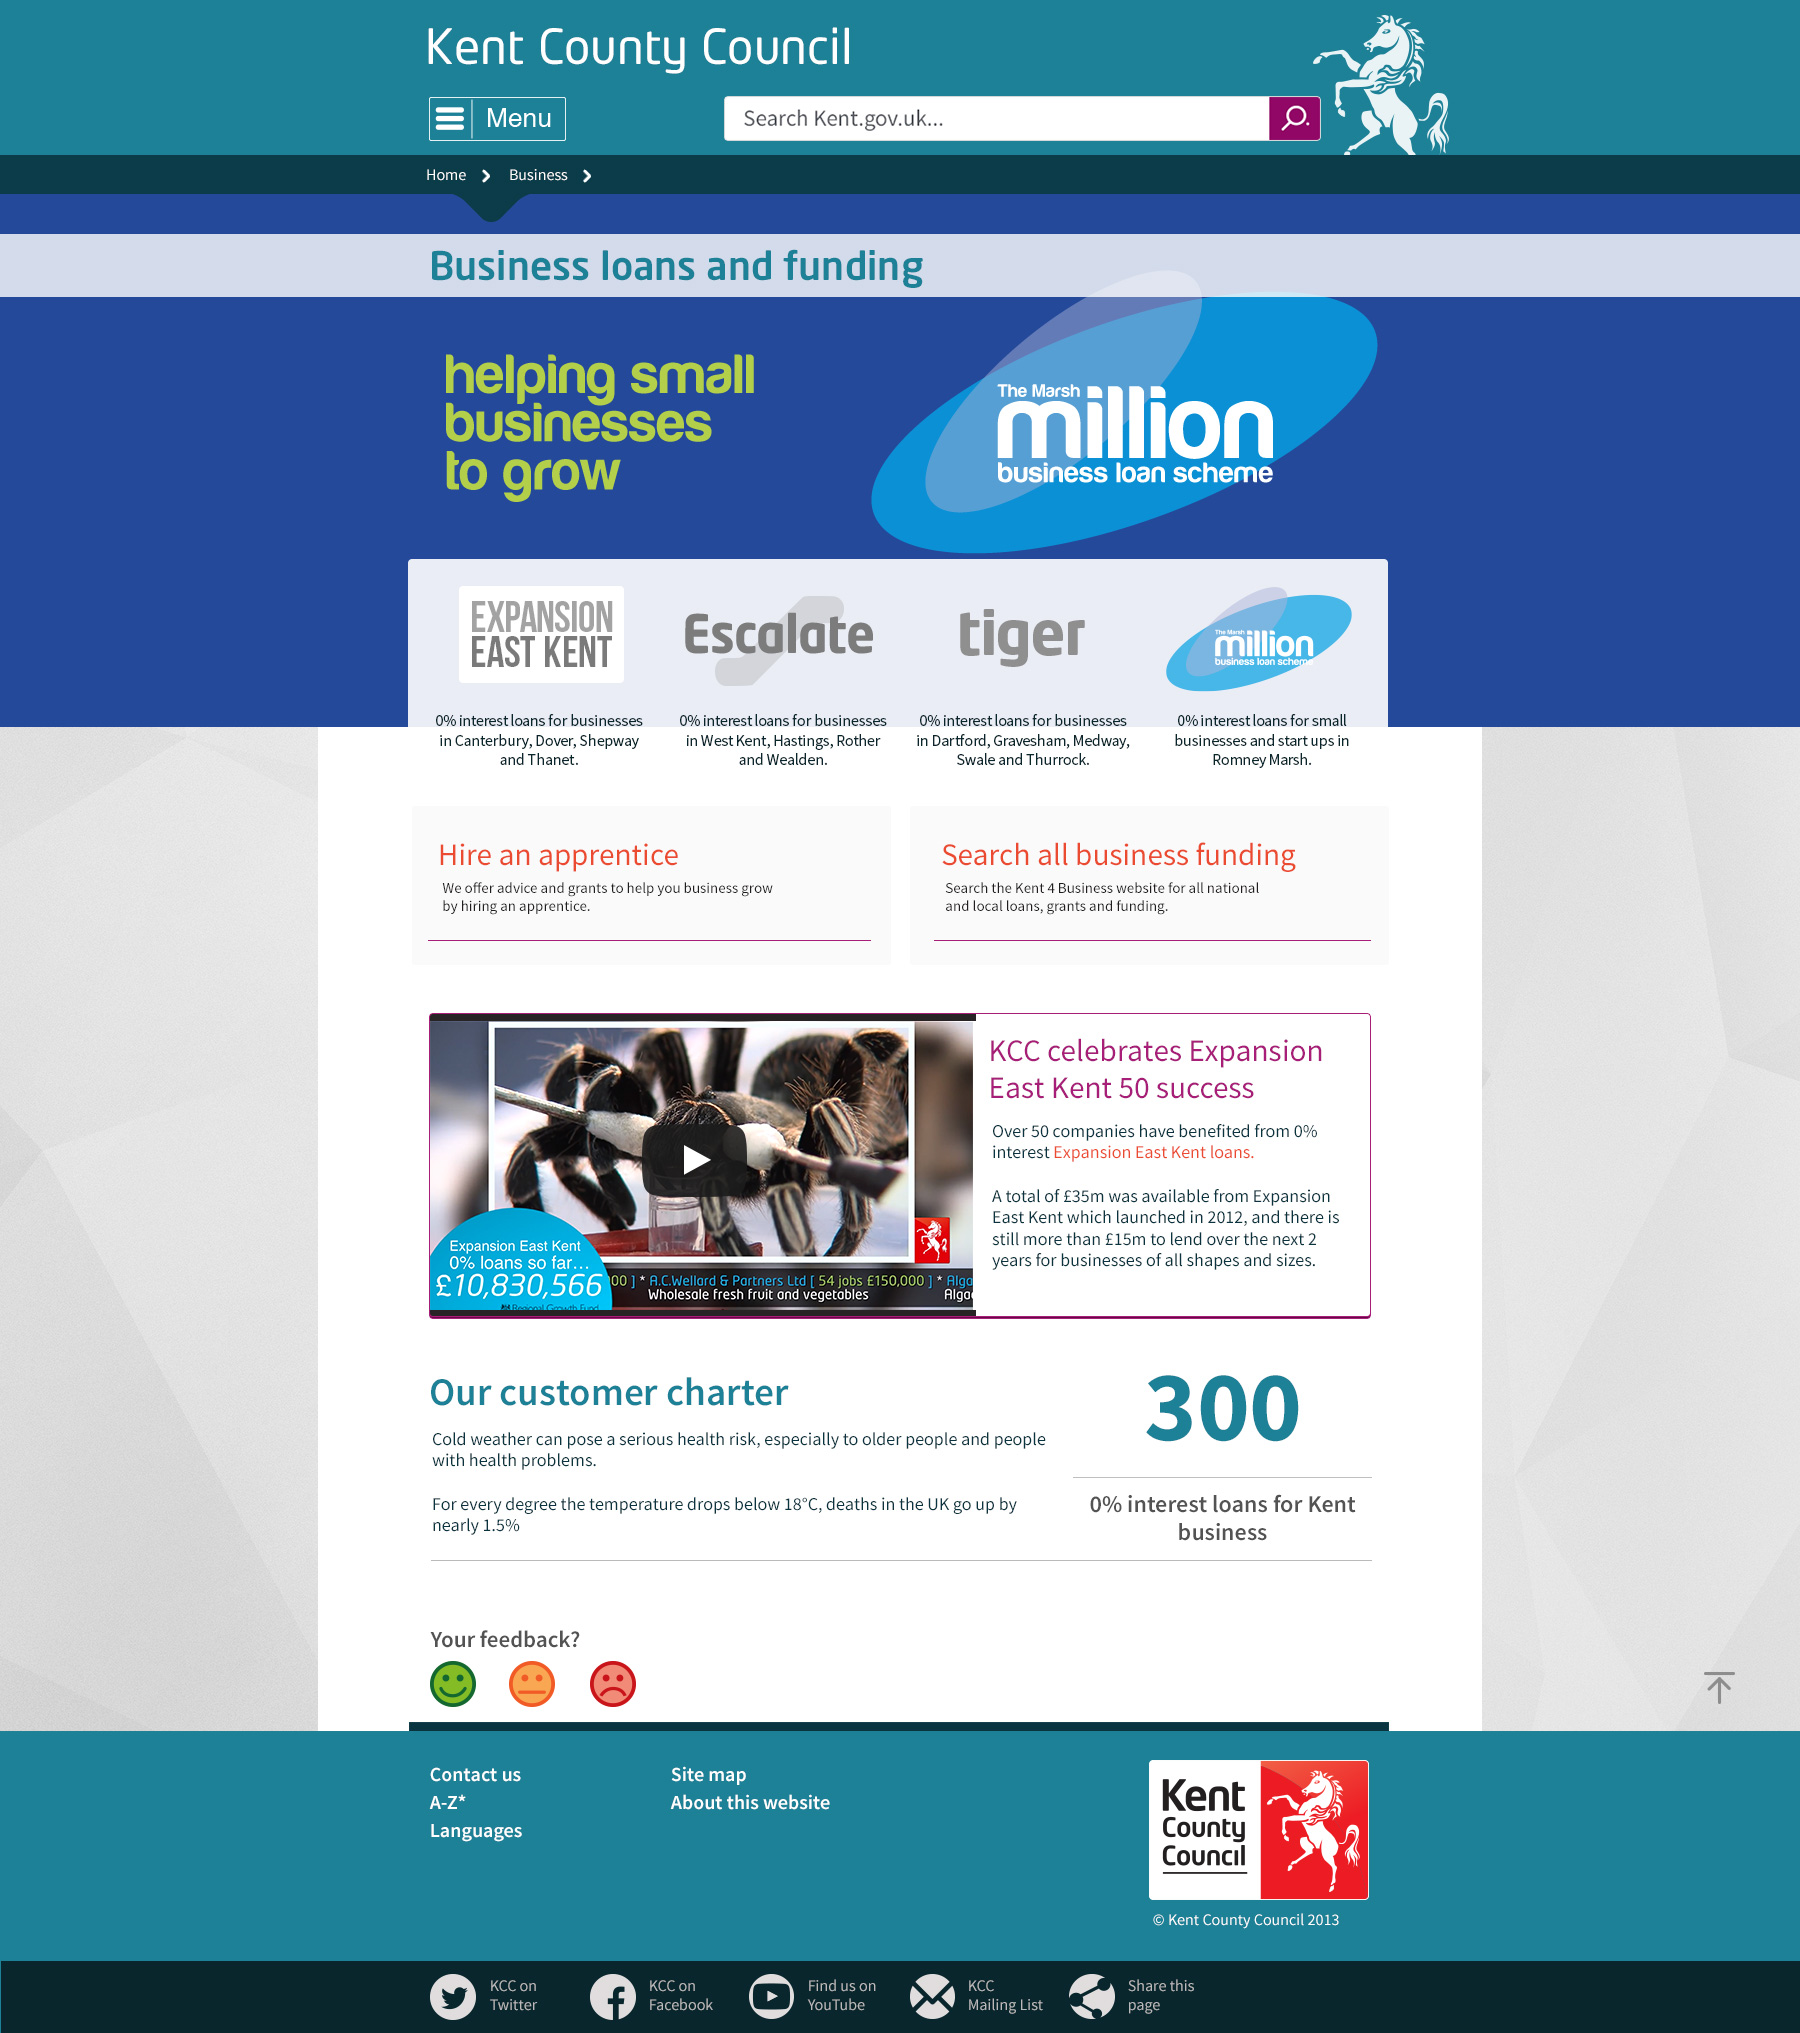 Kent County Council
Menu
Search Kent.gov.uk...
Home
Business
Business loans and funding
helping small
businesses
to grow
The Marsh
million
business loan scheme
EXPANSION
EAST KENT
Escalate
tiger
The Marsh
million
business loan scheme
0% interest loans for businesses
in Canterbury, Dover, Shepway
and Thanet.
0% interest loans for businesses
in West Kent, Hastings, Rother
and Wealden.
0% interest loans for businesses
in Dartford, Gravesham, Medway,
Swale and Thurrock.
0% interest loans for small
businesses and start ups in
Romney Marsh.
Hire an apprentice
We offer advice and grants to help you business grow
by hiring an apprentice.
Search all business funding
Search the Kent 4 Business website for all national
and local loans, grants and funding.
Expansion East Kent
0% loans so far...
£10,830,566
Regional Growth Fund
00 ] * A.C.Wellard & Partners Ltd [ 54 jobs £150,000 ] * Alga
Wholesale fresh fruit and vegetables
Algae
KCC celebrates Expansion
East Kent 50 success
Over 50 companies have benefited from 0%
interest Expansion East Kent loans.
A total of £35m was available from Expansion
East Kent which launched in 2012, and there is
still more than £15m to lend over the next 2
years for businesses of all shapes and sizes.
Our customer charter
Cold weather can pose a serious health risk, especially to older people and people
with health problems.
For every degree the temperature drops below 18°C, deaths in the UK go up by
nearly 1.5%
300
0% interest loans for Kent
business
Your feedback?
Contact us
A-Z*
Languages
Site map
About this website
Kent
County
Council
© Kent County Council 2013
KCC on
Twitter
KCC on
Facebook
Find us on
YouTube
KCC
Mailing List
Share this
page